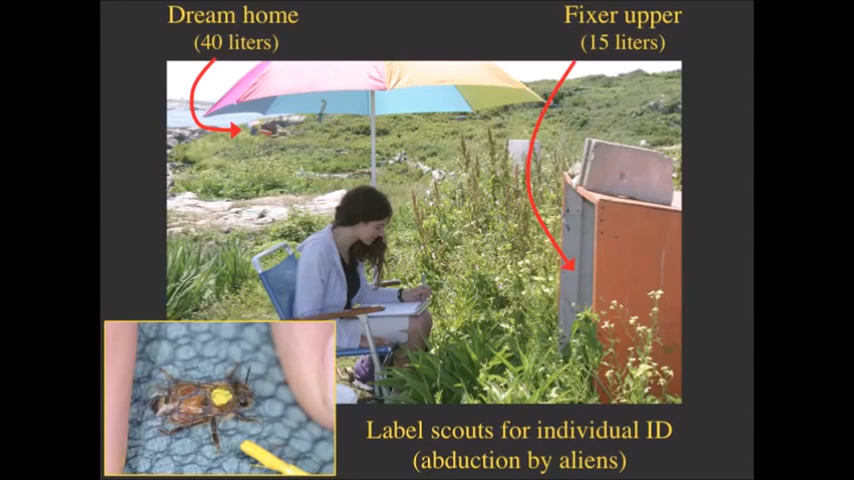 Dream home
(40 liters)
Fixer upper
(15 liters)
Label scouts for individual ID
(abduction by aliens)